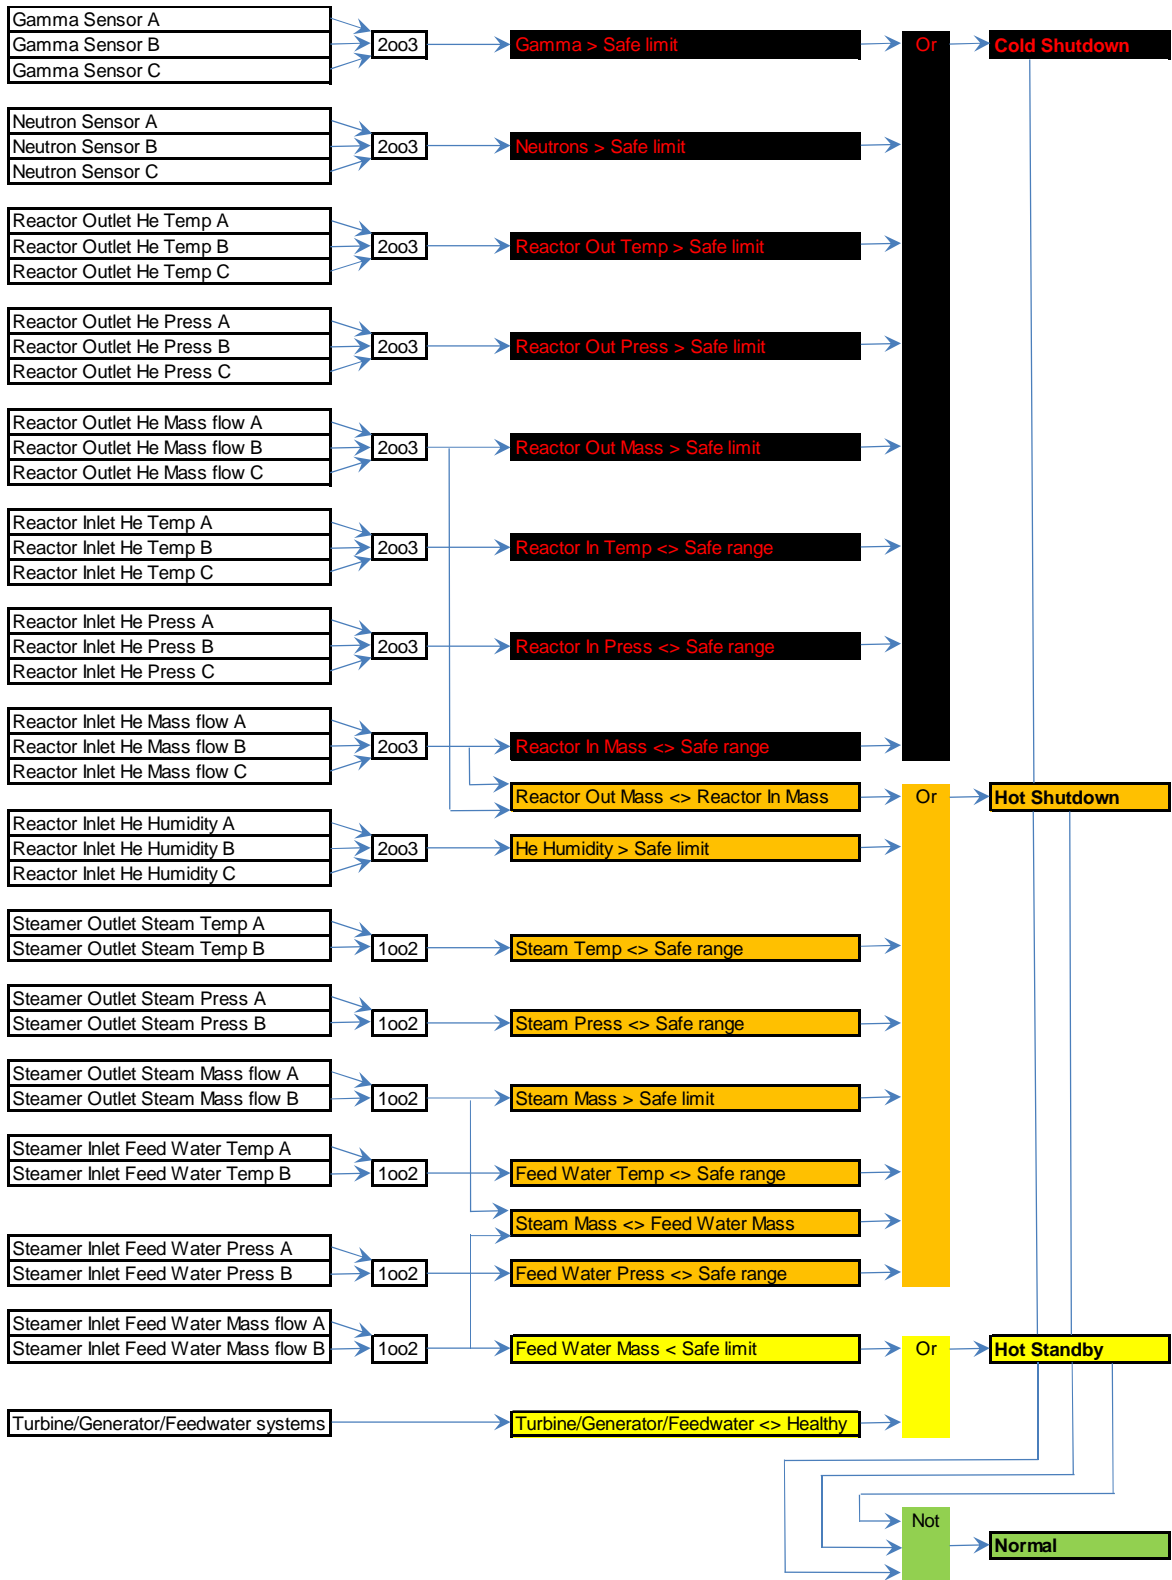 Gamma Sensor A
Gamma Sensor B
Gamma Sensor C
2oo3
Gamma > Safe limit
Or
Cold Shutdown
Neutron Sensor A
Neutron Sensor B
Neutron Sensor C
2oo3
Neutrons > Safe limit
Reactor Outlet He Temp A
Reactor Outlet He Temp B
Reactor Outlet He Temp C
2oo3
Reactor Out Temp > Safe limit
Reactor Outlet He Press A
Reactor Outlet He Press B
Reactor Outlet He Press C
2oo3
Reactor Out Press > Safe limit
Reactor Outlet He Mass flow A
Reactor Outlet He Mass flow B
Reactor Outlet He Mass flow C
2oo3
Reactor Out Mass > Safe limit
Reactor Inlet He Temp A
Reactor Inlet He Temp B
Reactor Inlet He Temp C
2oo3
Reactor In Temp <> Safe range
Reactor Inlet He Press A
Reactor Inlet He Press B
Reactor Inlet He Press C
2oo3
Reactor In Press <> Safe range
Reactor Inlet He Mass flow A
Reactor Inlet He Mass flow B
Reactor Inlet He Mass flow C
2oo3
Reactor In Mass <> Safe range
Reactor Out Mass <> Reactor In Mass
Or
Hot Shutdown
Reactor Inlet He Humidity A
Reactor Inlet He Humidity B
Reactor Inlet He Humidity C
2oo3
He Humidity > Safe limit
Steamer Outlet Steam Temp A
Steamer Outlet Steam Temp B
1oo2
Steam Temp <> Safe range
Steamer Outlet Steam Press A
Steamer Outlet Steam Press B
1oo2
Steam Press <> Safe range
Steamer Outlet Steam Mass flow A
Steamer Outlet Steam Mass flow B
1oo2
Steam Mass > Safe limit
Steamer Inlet Feed Water Temp A
Steamer Inlet Feed Water Temp B
1oo2
Feed Water Temp <> Safe range
Steam Mass <> Feed Water Mass
Steamer Inlet Feed Water Press A
Steamer Inlet Feed Water Press B
1oo2
Feed Water Press <> Safe range
Steamer Inlet Feed Water Mass flow A
Steamer Inlet Feed Water Mass flow B
1oo2
Feed Water Mass < Safe limit
Or
Hot Standby
Turbine/Generator/Feedwater systems
Turbine/Generator/Feedwater <> Healthy
Not
Normal